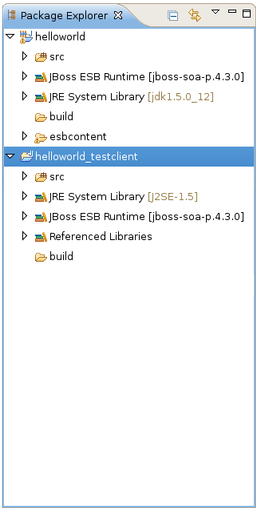 Package Explorer
helloworld
src
JBoss ESB Runtime [jboss-soa-p.4.3.0]
JRE System Library [jdk1.5.0_12]
build
esbcontent
helloworld_testclient
src
JRE System Library [J2SE-1.5]
JBoss ESB Runtime [jboss-soa-p.4.3.0]
Referenced Libraries
build